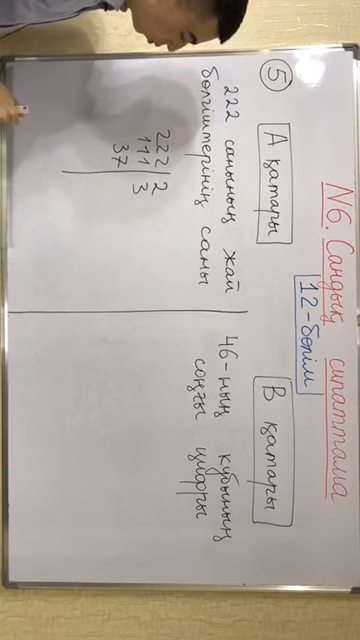 №6. Сандық сипаттама
12-бөлім
5
А қатары
222 санының жай
бөлгіштерінің саны
222 | 2
111 | 3
37
В қатары
46-ның кубының
соңғы цифры